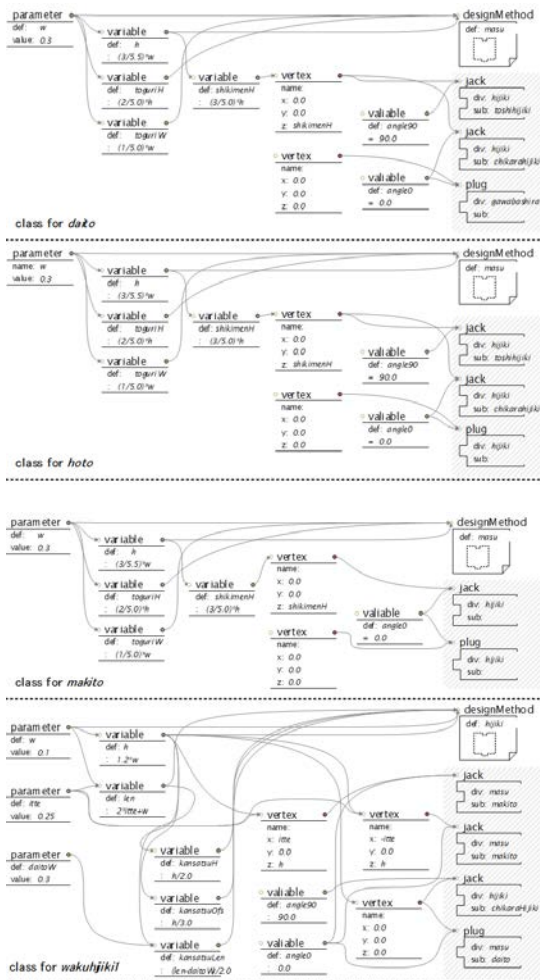 parameter
def: w
value: 0.3
variable
def: h
: (3/5.5)*w
variable
def: toguriH
: (2/5.0)*h
variable
def: toguriW
: (1/5.0)*w
variable
def: shikimenH
: (3/5.0)*h
vertex
name:
x: 0.0
y: 0.0
z: shikimenH
vertex
name:
x: 0.0
y: 0.0
z: 0.0
valiable
def: angle90
= 90.0
valiable
def: angle0
= 0.0
designMethod
def: masu
jack
div: hijiki
sub: toshihijiki
jack
div: hijiki
sub: chikarahijiki
plug
div: gawabashira
sub:
class for daito
parameter
name: w
value: 0.3
variable
def: h
: (3/5.5)*w
variable
def: toguriH
: (2/5.0)*h
variable
def: toguriW
: (1/5.0)*w
variable
def: shikimenH
: (3/5.0)*h
vertex
name:
x: 0.0
y: 0.0
z: shikimenH
vertex
name:
x: 0.0
y: 0.0
z: 0.0
valiable
def: angle90
= 90.0
valiable
def: angle0
= 0.0
designMethod
def: masu
jack
div: hijiki
sub: toshihijiki
jack
div: hijiki
sub: chikarahijiki
plug
div: hijiki
sub:
class for hoto
parameter
def: w
value: 0.3
variable
def: h
: (3/5.5)*w
variable
def: toguriH
: (2/5.0)*h
variable
def: toguriW
: (1/5.0)*w
variable
def: shikimenH
: (3/5.0)*h
vertex
name:
x: 0.0
y: 0.0
z: shikimenH
vertex
name:
x: 0.0
y: 0.0
z: 0.0
valiable
def: angle0
= 0.0
designMethod
def: masu
jack
div: hijiki
sub:
plug
div: hijiki
sub:
class for makito
parameter
def: w
value: 0.1
parameter
def: itte
value: 0.25
parameter
def: daitoW
value: 0.3
variable
def: h
: 1.2*w
variable
def: len
: 2*itte+w
variable
def: kansatsuH
: h/2.0
variable
def: kansatsuOfs
: h/3.0
variable
def: kansatsuLen
: (len-daitoW)/2.0
vertex
name:
x: itte
y: 0.0
z: h
valiable
def: angle90
: 90.0
valiable
def: angle0
: 0.0
vertex
name:
x: -itte
y: 0.0
z: h
vertex
x: 0.0
y: 0.0
z: 0.0
designMethod
def: hijiki
jack
div: masu
sub: makito
jack
div: masu
sub: makito
jack
div: hijiki
sub: chikaraHijiki
plug
div: masu
sub: daito
class for wakuhijiki1